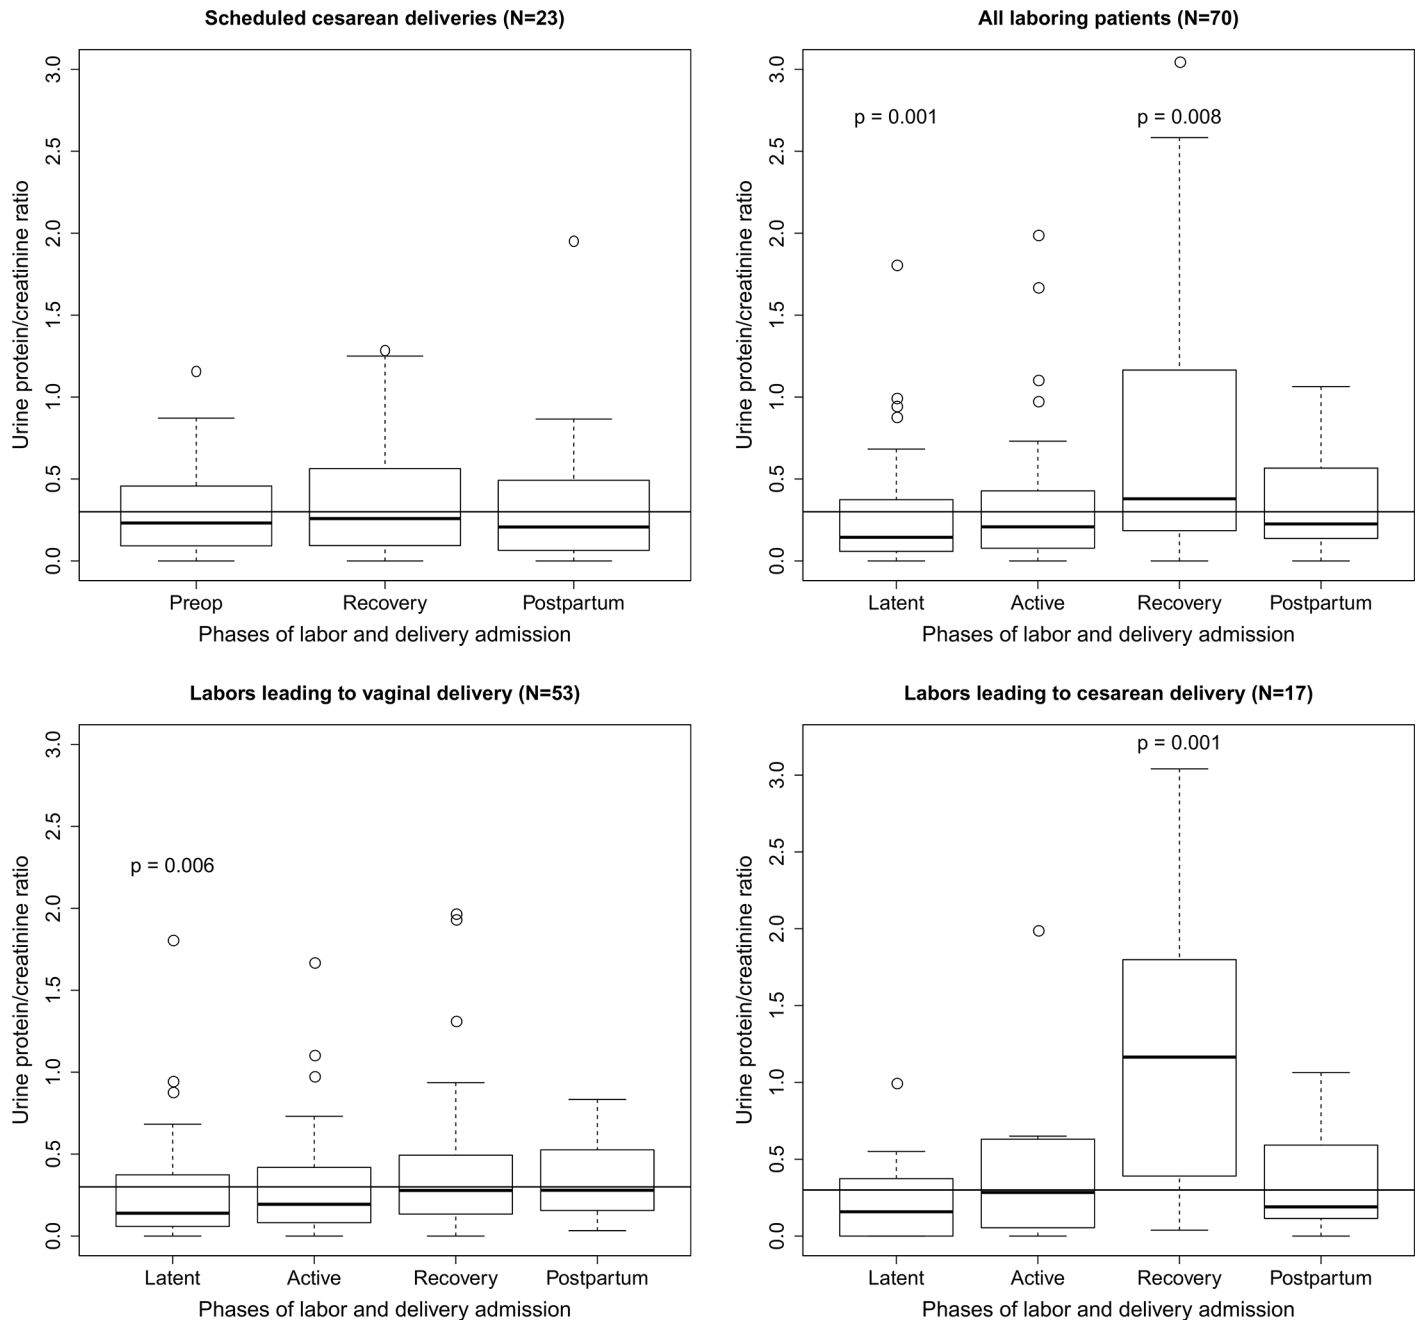 Scheduled cesarean deliveries (N=23)
Urine protein/creatinine ratio
3.0
2.5
2.0
1.5
1.0
0.5
0.0
Preop Recovery Postpartum
Phases of labor and delivery admission
All laboring patients (N=70)
Urine protein/creatinine ratio
3.0
2.5
2.0
1.5
1.0
0.5
0.0
p = 0.001 p = 0.008
Latent Active Recovery Postpartum
Phases of labor and delivery admission
Labors leading to vaginal delivery (N=53)
Urine protein/creatinine ratio
3.0
2.5
2.0
1.5
1.0
0.5
0.0
p = 0.006
Latent Active Recovery Postpartum
Phases of labor and delivery admission
Labors leading to cesarean delivery (N=17)
Urine protein/creatinine ratio
3.0
2.5
2.0
1.5
1.0
0.5
0.0
p = 0.001
Latent Active Recovery Postpartum
Phases of labor and delivery admission